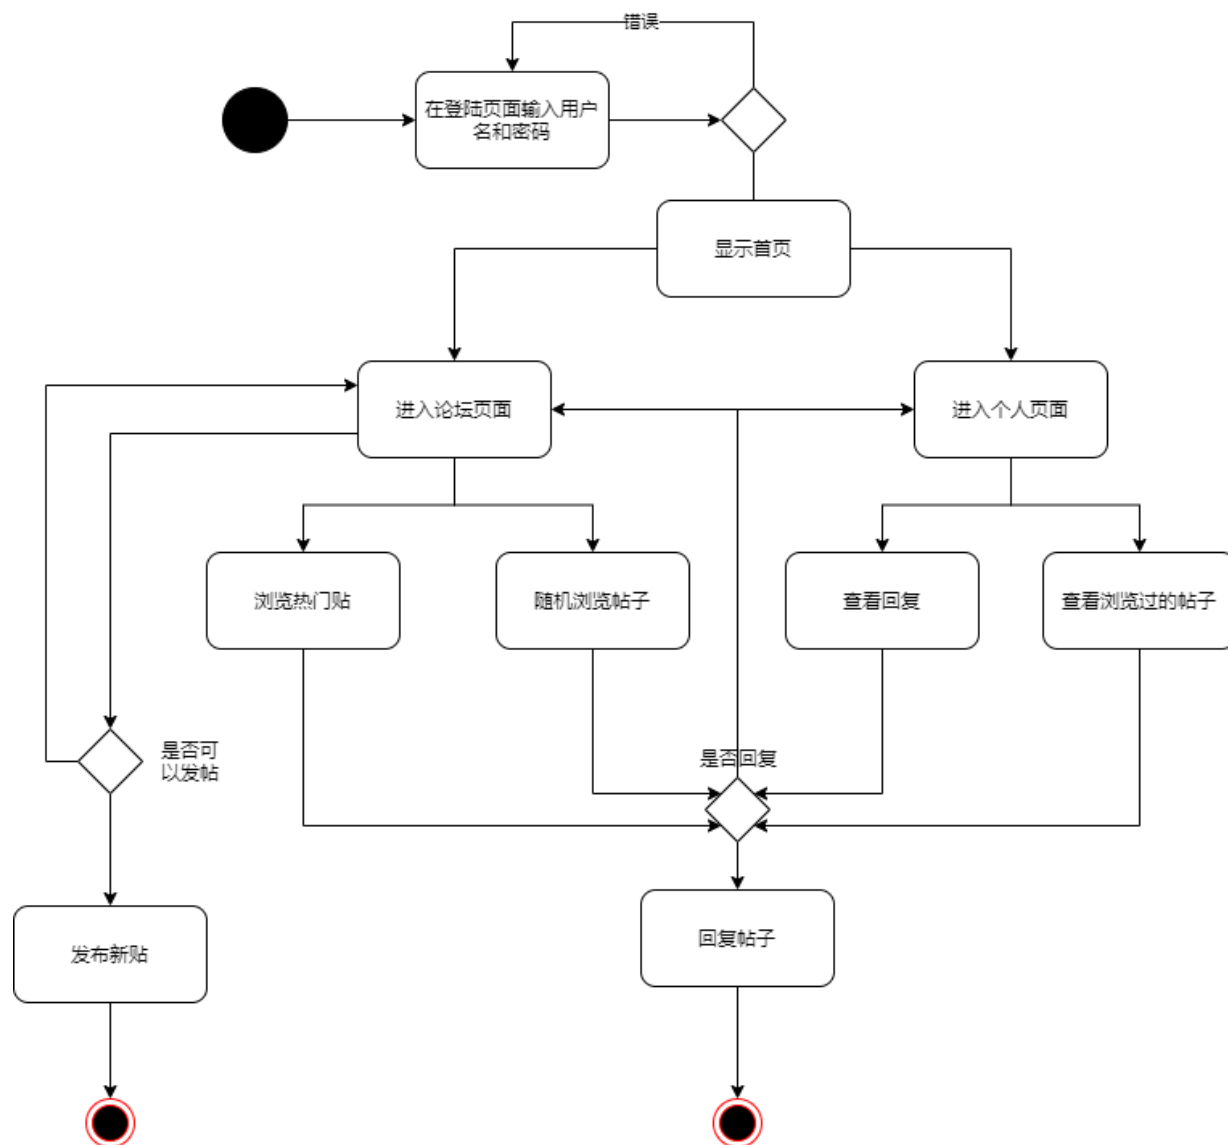 错误
在登陆页面输入用户
名和密码
显示首页
进入论坛页面
进入个人页面
浏览热门贴
随机浏览帖子
查看回复
查看浏览过的帖子
是否可
以发帖
是否回复
发布新贴
回复帖子